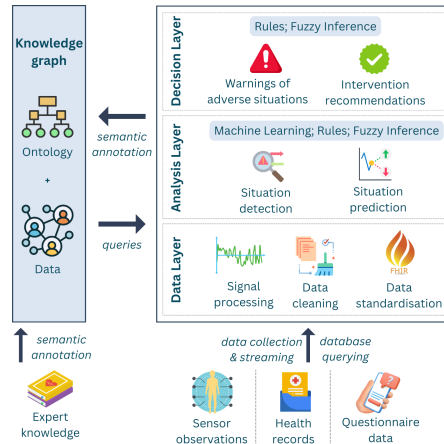 Knowledge
graph
Ontology
+
Data
semantic
annotation
queries
Decision Layer
Rules; Fuzzy Inference
Warnings of
adverse situations
Intervention
recommendations
Analysis Layer
Machine Learning; Rules; Fuzzy Inference
Situation
detection
Situation
prediction
Data Layer
Signal
processing
Data
cleaning
FHIR
Data
standardisation
semantic
annotation
data collection
& streaming
database
querying
Expert
knowledge
Sensor
observations
Health
records
Questionnaire
data